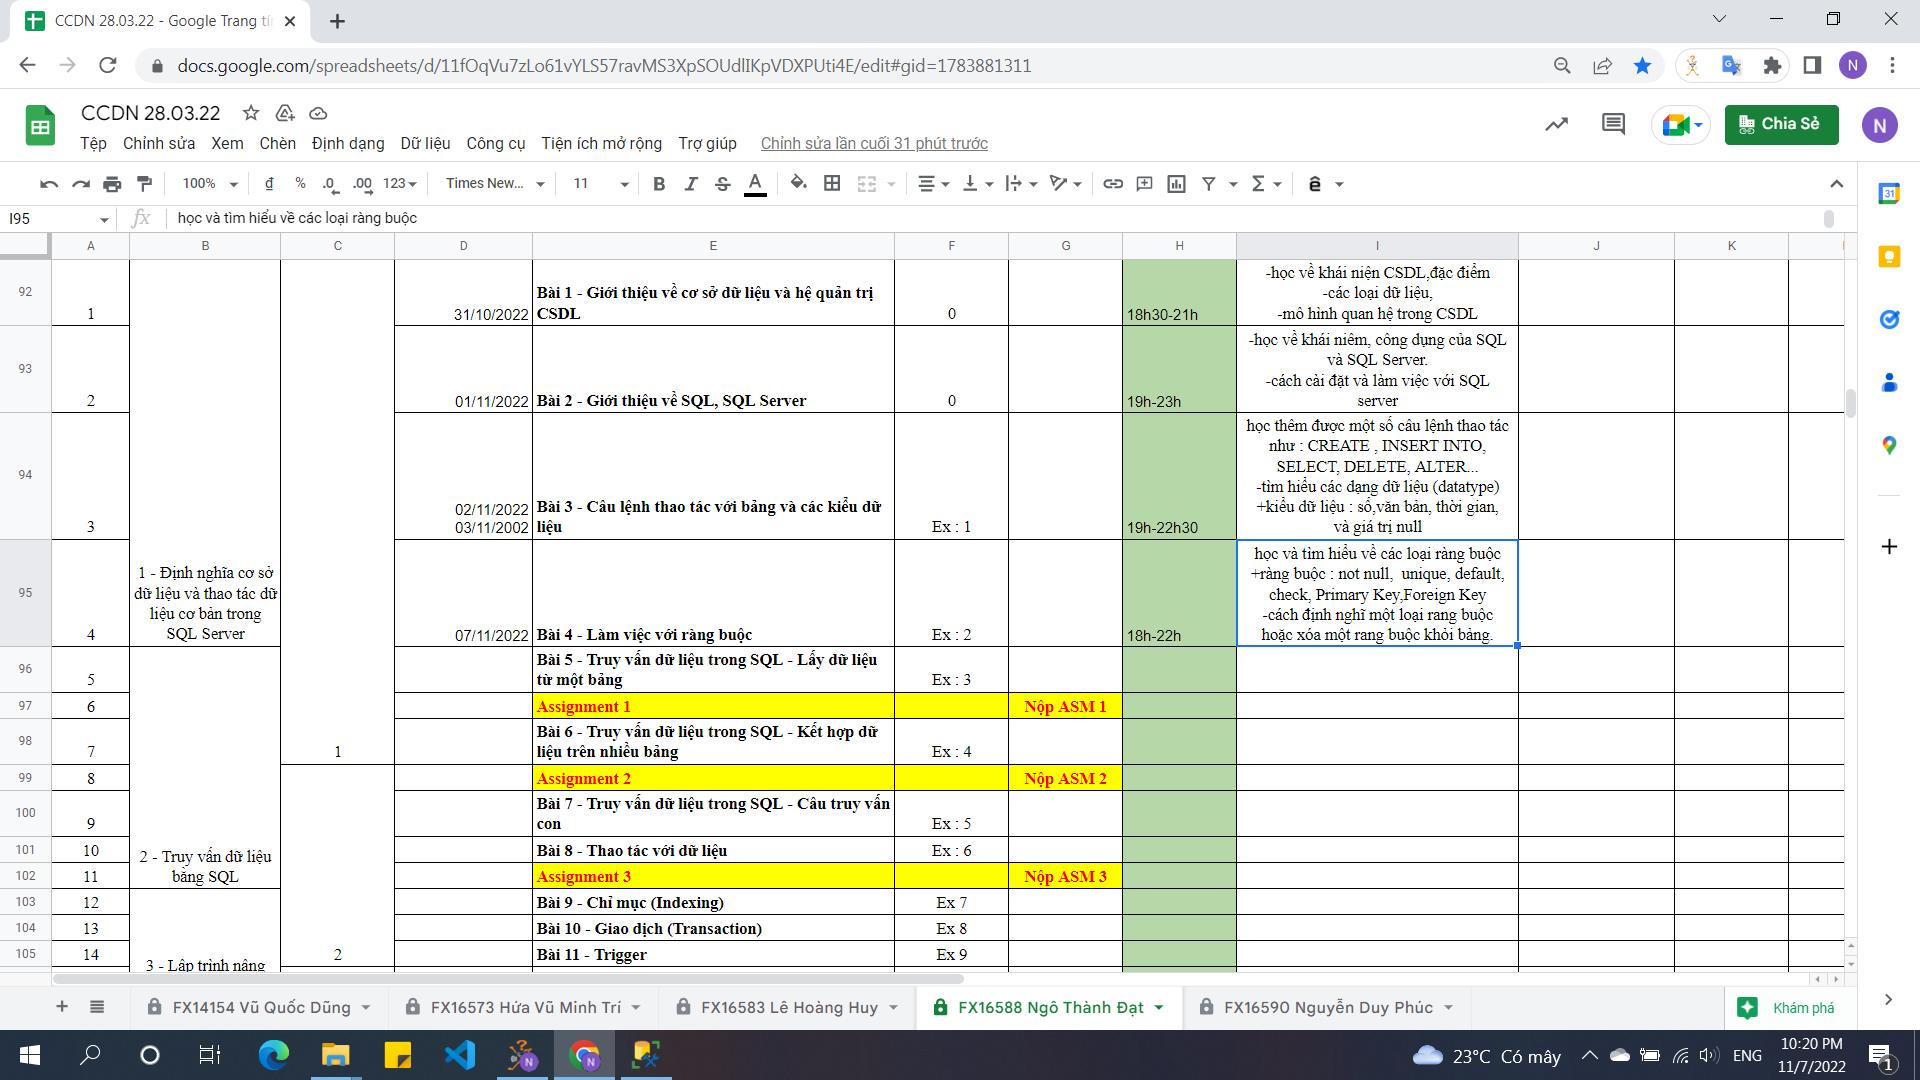 CCDN 28.03.22 - Google Trang tí
docs.google.com/spreadsheets/d/11fOqVu7zLo61vYLS57ravMS3XpSOUdlIKpVDXPUti4E/edit#gid=1783881311
N
CCDN 28.03.22
Tệp Chỉnh sửa Xem Chèn Định dạng Dữ liệu Công cụ Tiện ích mở rộng Trợ giúp Chỉnh sửa lần cuối 31 phút trước
Chia Sẻ
N
100% đ % .0 .00 123 Times New... 11 B I S A ê
31
I95 fx học và tìm hiểu về các loại ràng buộc
A B C D E F G H I J K
92 1 31/10/2022 Bài 1 - Giới thiệu về cơ sở dữ liệu và hệ quản trị
CSDL 0 18h30-21h
-học về khái niện CSDL,đặc điểm
-các loại dữ liệu,
-mô hình quan hệ trong CSDL
93 2 01/11/2022 Bài 2 - Giới thiệu về SQL, SQL Server 0 19h-23h
-học về khái niêm, công dụng của SQL
và SQL Server.
-cách cài đặt và làm việc với SQL
server
94 3 02/11/2022
03/11/2002
Bài 3 - Câu lệnh thao tác với bảng và các kiểu dữ
liệu Ex : 1 19h-22h30
học thêm được một số câu lệnh thao tác
như : CREATE , INSERT INTO,
SELECT, DELETE, ALTER...
-tìm hiểu các dạng dữ liệu (datatype)
+kiểu dữ liệu : số,văn bản, thời gian,
và giá trị null
95 4
1 - Định nghĩa cơ sở
dữ liệu và thao tác dữ
liệu cơ bản trong
SQL Server
07/11/2022 Bài 4 - Làm việc với ràng buộc Ex : 2 18h-22h
học và tìm hiểu về các loại ràng buộc
+ràng buộc : not null, unique, default,
check, Primary Key,Foreign Key
-cách định nghĩ một loại rang buộc
hoặc xóa một rang buộc khỏi bảng.
96 5 Bài 5 - Truy vấn dữ liệu trong SQL - Lấy dữ liệu
từ một bảng Ex : 3
97 6 Assignment 1 Nộp ASM 1
98 7 1 Bài 6 - Truy vấn dữ liệu trong SQL - Kết hợp dữ
liệu trên nhiều bảng Ex : 4
99 8 Assignment 2 Nộp ASM 2
100 9 Bài 7 - Truy vấn dữ liệu trong SQL - Câu truy vấn
con Ex : 5
101 10 Bài 8 - Thao tác với dữ liệu Ex : 6
2 - Truy vấn dữ liệu
bằng SQL
102 11 Assignment 3 Nộp ASM 3
103 12 Bài 9 - Chỉ mục (Indexing) Ex 7
104 13 Bài 10 - Giao dịch (Transaction) Ex 8
105 14 2 Bài 11 - Trigger Ex 9
3 - Lập trình nâng
FX14154 Vũ Quốc Dũng FX16573 Hứa Vũ Minh Trí FX16583 Lê Hoàng Huy FX16588 Ngô Thành Đạt FX16590 Nguyễn Duy Phúc Khám phá
23°C Có mây ENG
10:20 PM
11/7/2022
1